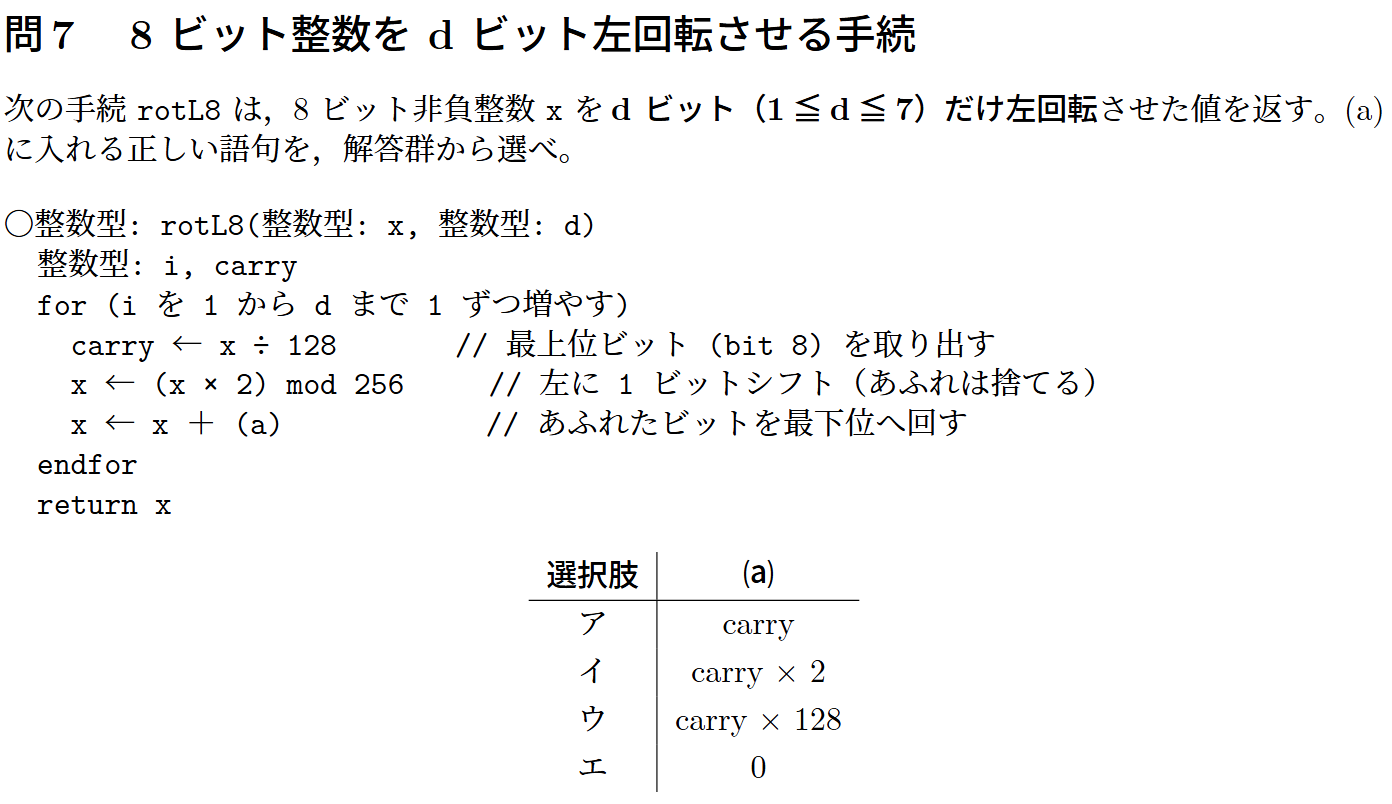 問7　8 ビット整数を d ビット左回転させる手続
次の手続 rotL8 は，8 ビット非負整数 x を d ビット（1 ≦ d ≦ 7）だけ左回転させた値を返す。(a)
に入れる正しい語句を，解答群から選べ。
○整数型: rotL8(整数型: x, 整数型: d)
整数型: i, carry
for (i を 1 から d まで 1 ずつ増やす)
carry ← x ÷ 128 // 最上位ビット (bit 8) を取り出す
x ← (x × 2) mod 256 // 左に 1 ビットシフト（あふれは捨てる）
x ← x ＋ (a) // あふれたビットを最下位へ回す
endfor
return x
選択肢 (a)
ア carry
イ carry × 2
ウ carry × 128
エ 0